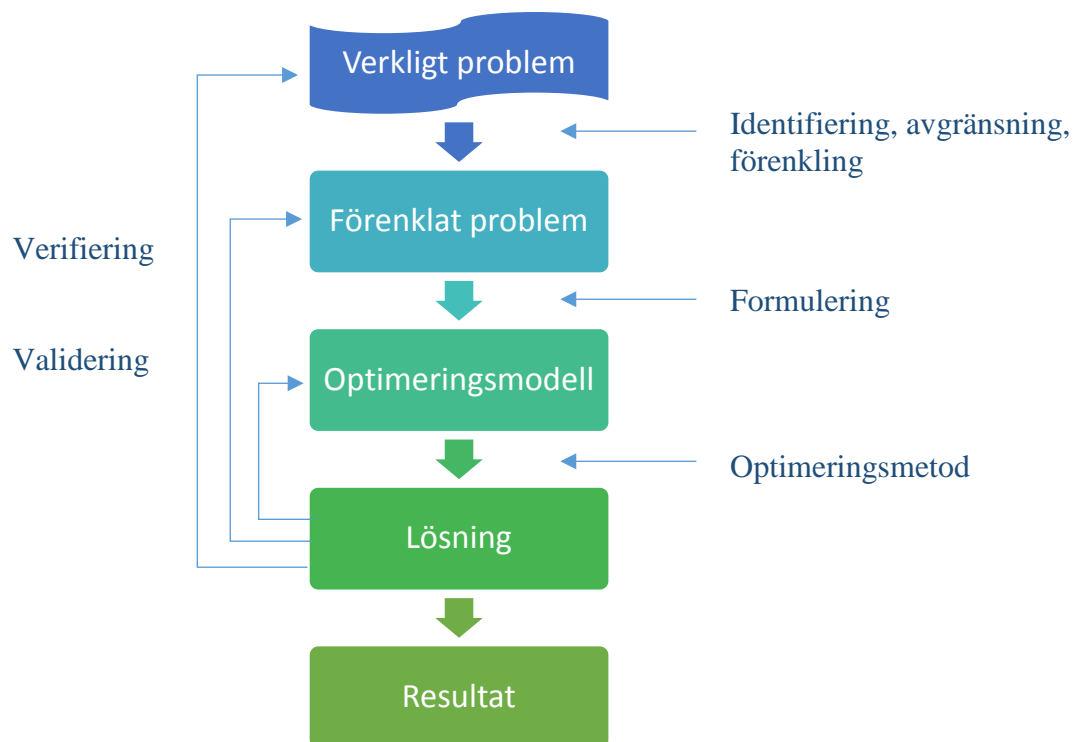 Verkligt problem
Identifiering, avgränsning,
förenkling
Förenklat problem
Verifiering
Formulering
Validering
Optimeringsmodell
Optimeringsmetod
Lösning
Resultat